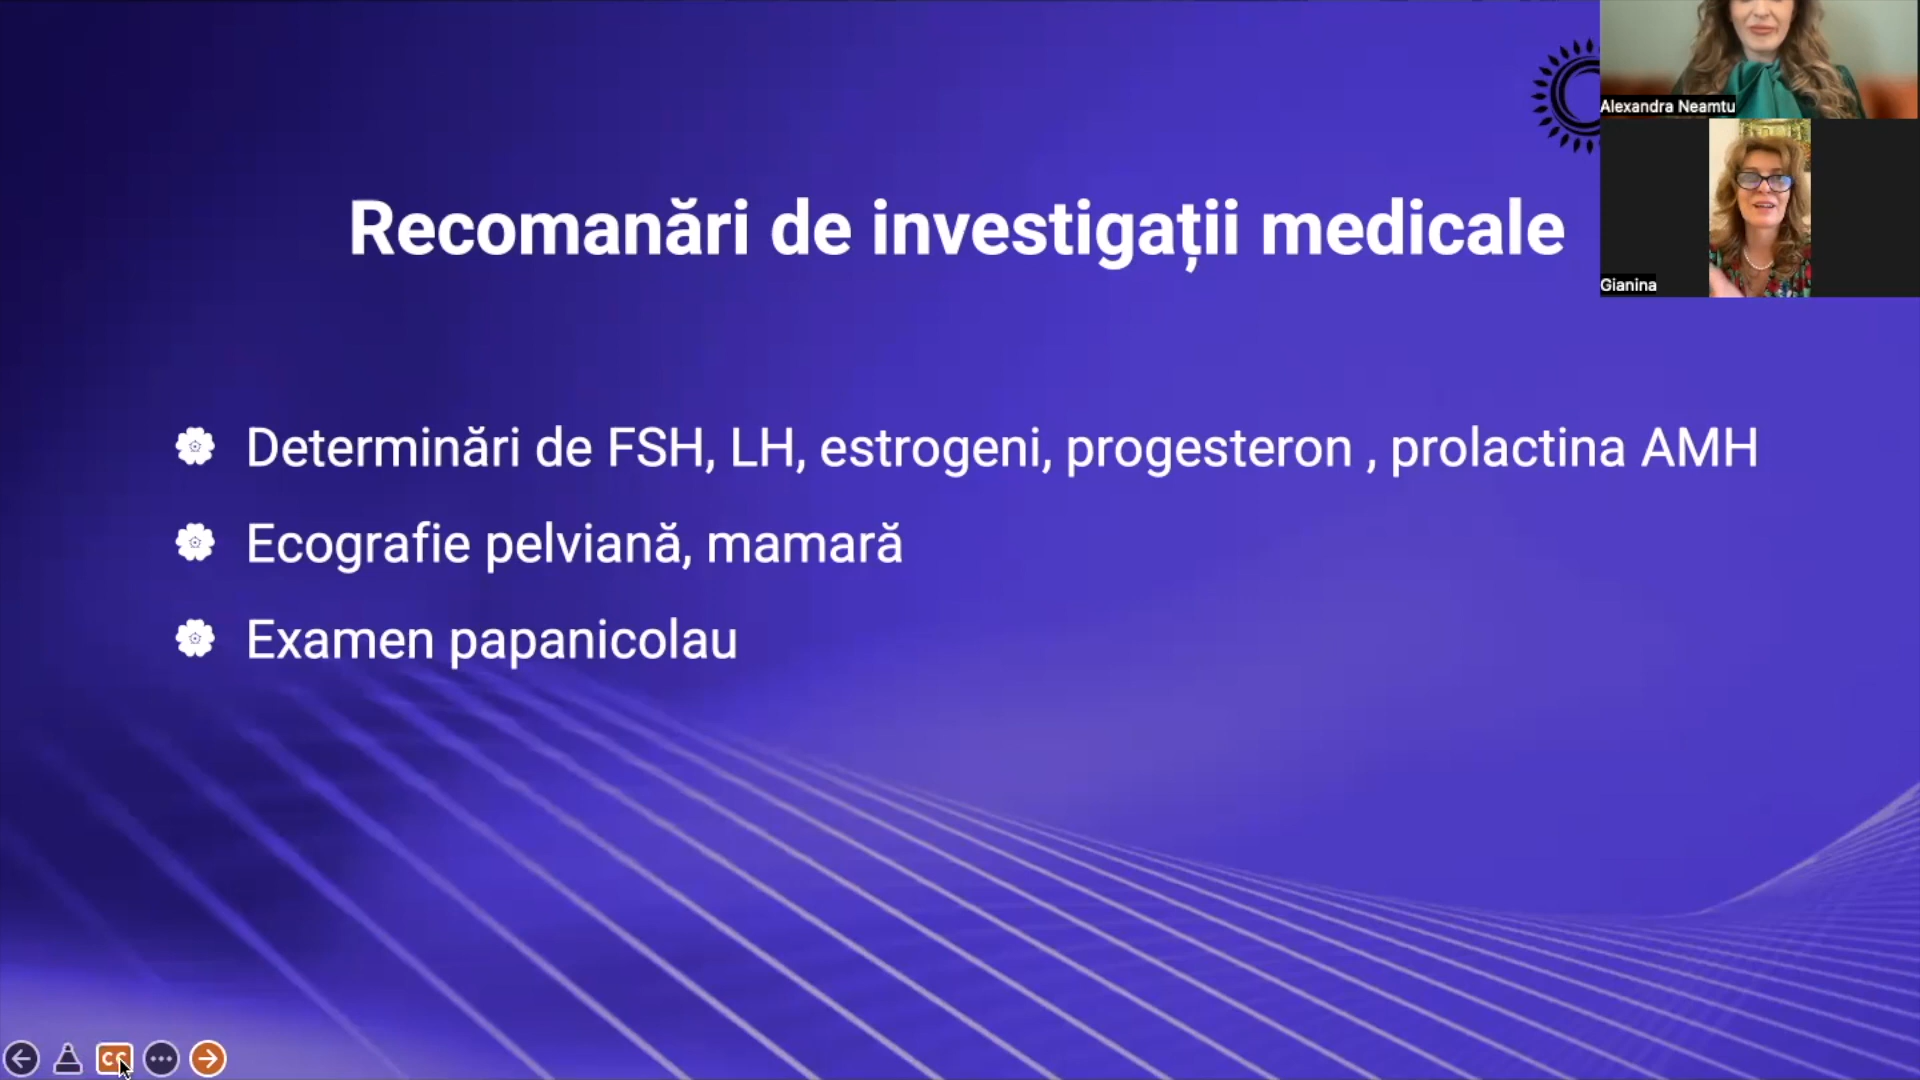 Alexandra Neamtu
Recomanări de investigații medicale
Gianina
Determinări de FSH, LH, estrogeni, progesteron , prolactina AMH
Ecografie pelviană, mamară
Examen papanicolau
CC